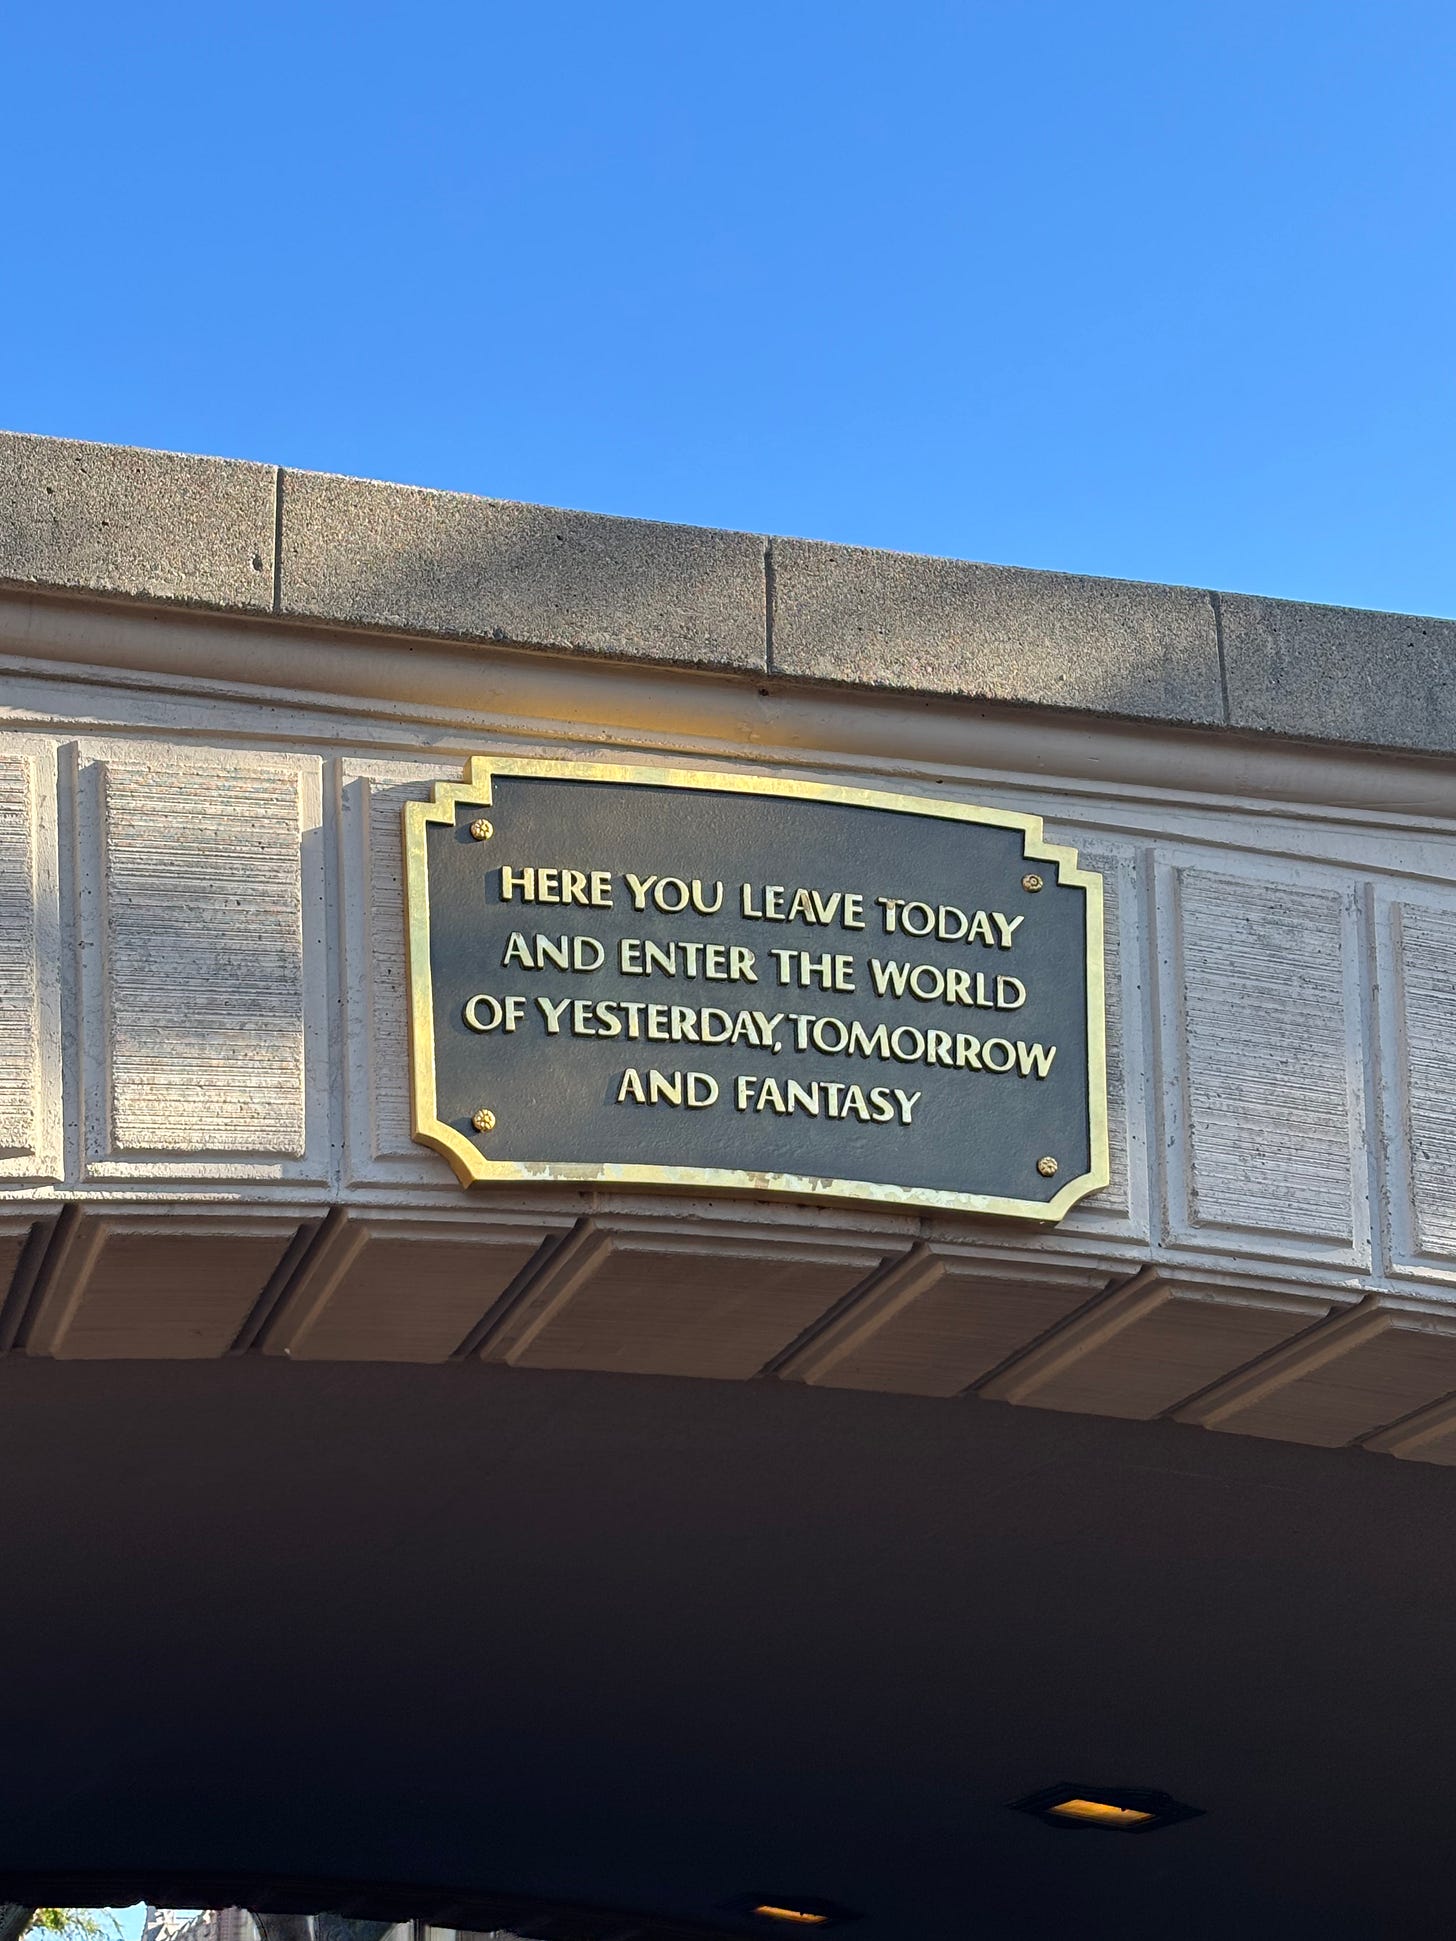 HERE YOU LEAVE TODAY
AND ENTER THE WORLD
OF YESTERDAY, TOMORROW
AND FANTASY